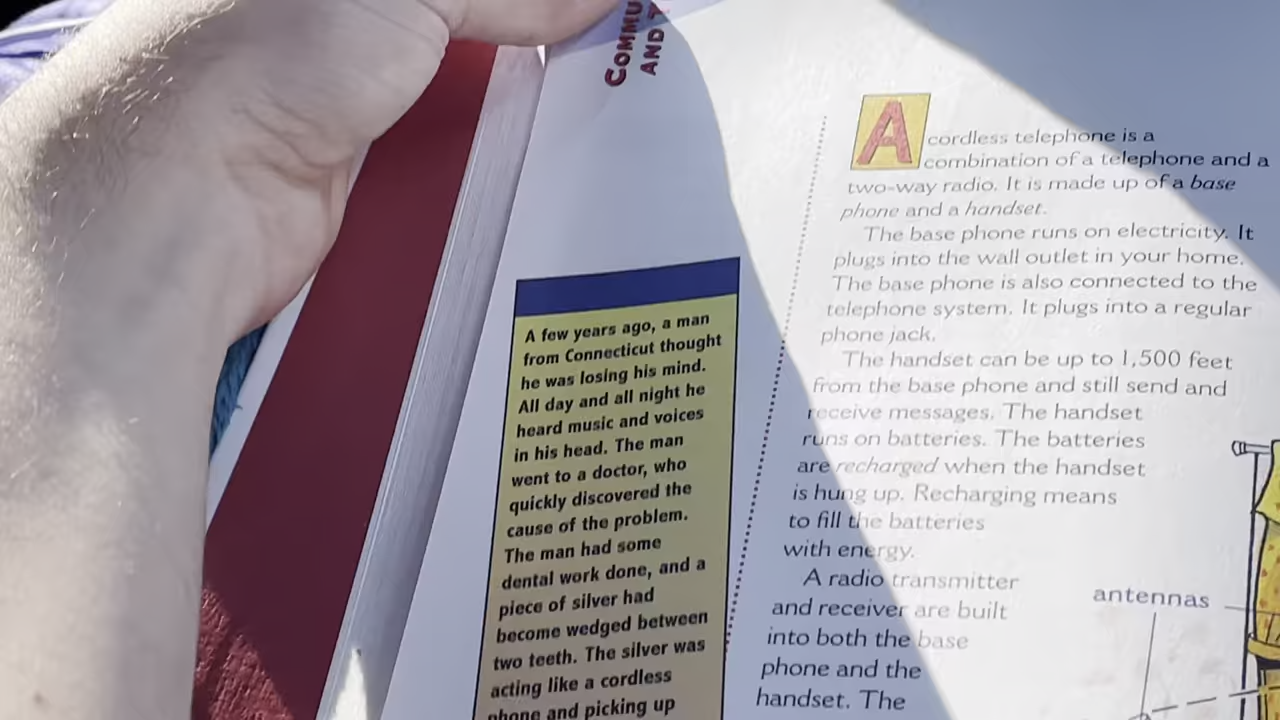 COMMU
AND T
A few years ago, a man
from Connecticut thought
he was losing his mind.
All day and all night he
heard music and voices
in his head. The man
went to a doctor, who
quickly discovered the
cause of the problem.
The man had some
dental work done, and a
piece of silver had
become wedged between
two teeth. The silver was
acting like a cordless
phone and picking up
A cordless telephone is a
combination of a telephone and a
two-way radio. It is made up of a base
phone and a handset.
The base phone runs on electricity. It
plugs into the wall outlet in your home.
The base phone is also connected to the
telephone system. It plugs into a regular
phone jack.
The handset can be up to 1,500 feet
from the base phone and still send and
receive messages. The handset
runs on batteries. The batteries
are recharged when the handset
is hung up. Recharging means
to fill the batteries
with energy.
A radio transmitter
and receiver are built
into both the base
phone and the
handset. The
antennas